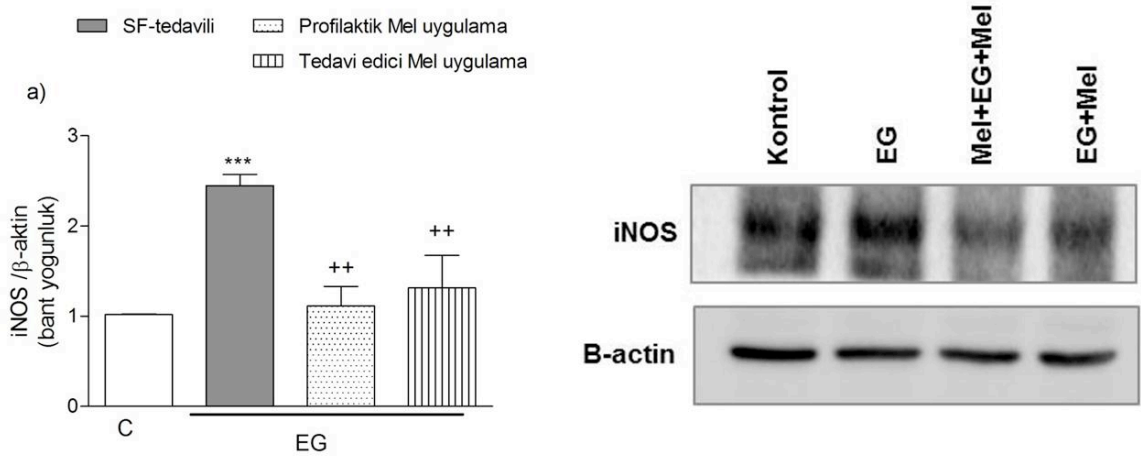 SF-tedavili
Profilaktik Mel uygulama
Tedavi edici Mel uygulama
a)
iNOS /β-aktin
(bant yogunluk)
3
2
1
0
***
++
++
C
EG
Kontrol
EG
Mel+EG+Mel
EG+Mel
iNOS
B-actin